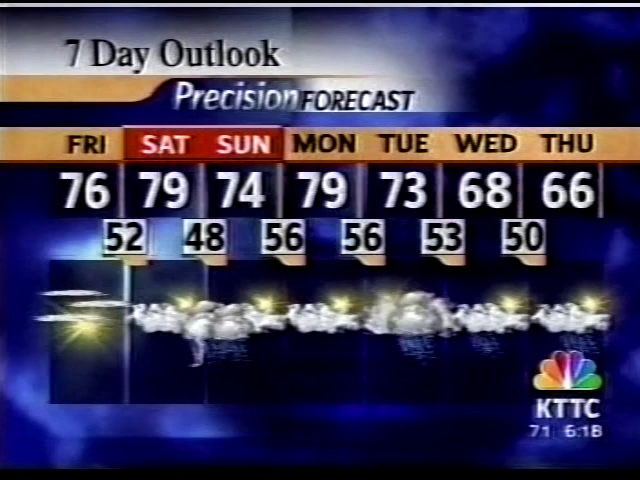 7 Day Outlook
Precision FORECAST
FRI SAT SUN MON TUE WED THU
76 79 74 79 73 68 66
52 48 56 56 53 50
KTTC
71 6:18